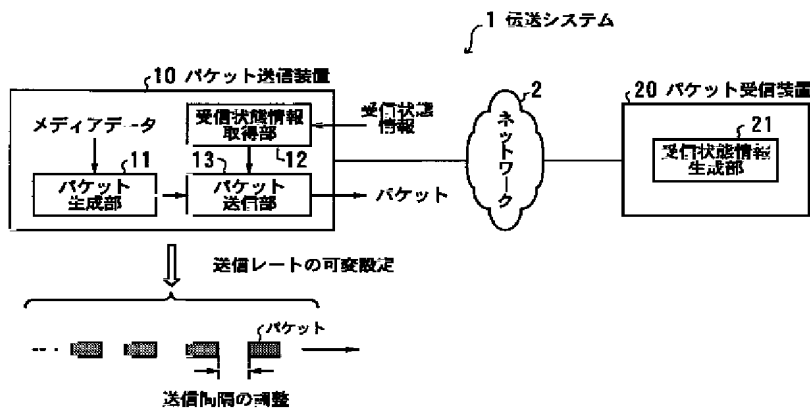 1 伝送システム
10 パケット送信装置
メディアデータ
受信状態情報
取得部
受信状態
情報
11
13
12
パケット
生成部
パケット
送信部
パケット
2
ネットワーク
20 パケット受信装置
21
受信状態情報
生成部
送信レートの可変設定
パケット
送信間隔の調整